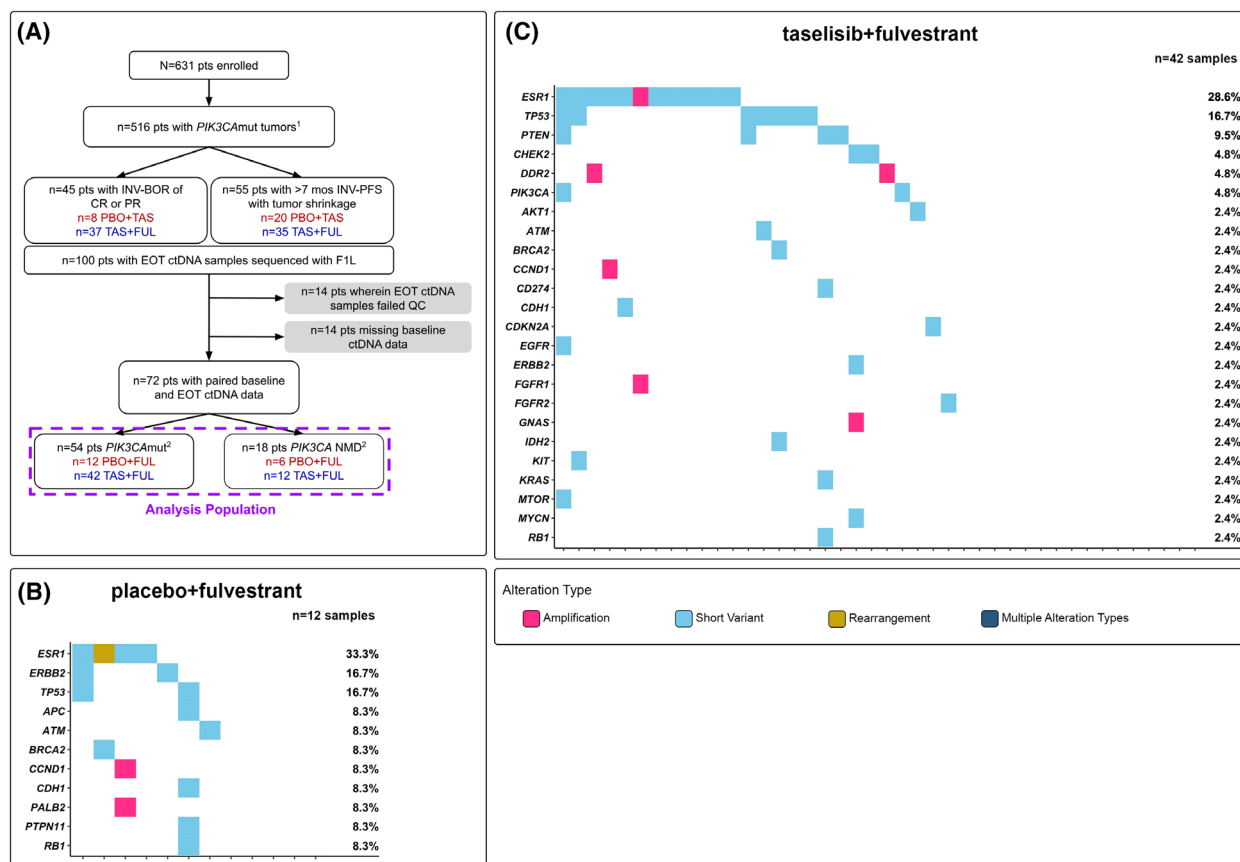 (A)
N=631 pts enrolled
n=516 pts with PIK3CAmut tumors1
n=45 pts with INV-BOR of
CR or PR
n=8 PBO+TAS
n=37 TAS+FUL
n=55 pts with >7 mos INV-PFS
with tumor shrinkage
n=20 PBO+TAS
n=35 TAS+FUL
n=100 pts with EOT ctDNA samples sequenced with F1L
n=14 pts wherein EOT ctDNA
samples failed QC
n=14 pts missing baseline
ctDNA data
n=72 pts with paired baseline
and EOT ctDNA data
n=54 pts PIK3CAmut2
n=12 PBO+FUL
n=42 TAS+FUL
n=18 pts PIK3CA NMD2
n=6 PBO+FUL
n=12 TAS+FUL
Analysis Population
(B)
placebo+fulvestrant
n=12 samples
ESR1 33.3%
ERBB2 16.7%
TP53 16.7%
APC 8.3%
ATM 8.3%
BRCA2 8.3%
CCND1 8.3%
CDH1 8.3%
PALB2 8.3%
PTPN11 8.3%
RB1 8.3%
(C)
taselisib+fulvestrant
n=42 samples
ESR1 28.6%
TP53 16.7%
PTEN 9.5%
CHEK2 4.8%
DDR2 4.8%
PIK3CA 4.8%
AKT1 2.4%
ATM 2.4%
BRCA2 2.4%
CCND1 2.4%
CD274 2.4%
CDH1 2.4%
CDKN2A 2.4%
EGFR 2.4%
ERBB2 2.4%
FGFR1 2.4%
FGFR2 2.4%
GNAS 2.4%
IDH2 2.4%
KIT 2.4%
KRAS 2.4%
MTOR 2.4%
MYCN 2.4%
RB1 2.4%
Alteration Type
Amplification Short Variant Rearrangement Multiple Alteration Types